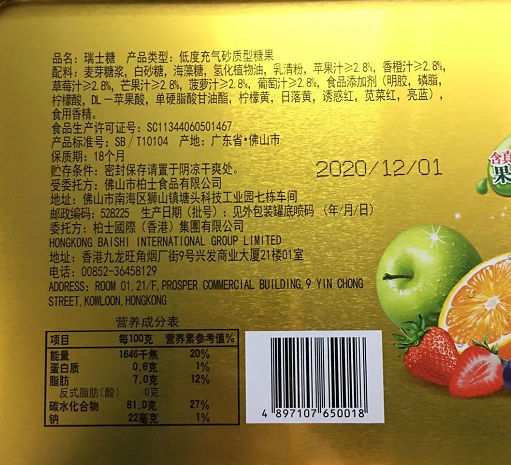 品名：瑞士糖 产品类型：低度充气砂质型糖果
配料：麦芽糖浆，白砂糖，海藻糖，氢化植物油，乳清粉，苹果汁≥2.8%，香橙汁≥2.8%，
草莓汁≥2.8%，芒果汁≥2.8%，菠萝汁≥2.8%，葡萄汁≥2.8%，食品添加剂（明胶，磷脂，
柠檬酸，DL－苹果酸，单硬脂酸甘油酯，柠檬黄，日落黄，诱惑红，苋菜红，亮蓝），
食用香精。
食品生产许可证号：SC11344060501467
产品标准号：SB／T10104 产地：广东省·佛山市
保质期：18个月
贮存条件：密封保存请置于阴凉干爽处。
2020/12/01
受委托方：佛山市柏士食品有限公司
地址：佛山市南海区狮山镇塘头科技工业园七栋车间
邮政编码：528225 生产日期（批号）：见外包装罐底喷码 （年/月/日）
委托方：柏士國際（香港）集團有限公司
HONGKONG BAISHI INTERNATIONAL GROUP LIMITED
地址：香港九龙旺角烟厂街9号兴发商业大厦21楼01室
电话：00852-36458129
ADDRESS: ROOM 01,21/F,PROSPER COMMERCIAL BUILDING,9 YIN CHONG
STREET,KOWLOON,HONGKONG
营养成分表
项目 每100克 营养素参考值%
能量 1646千焦 20%
蛋白质 0.6克 1%
脂肪 7.0克 12%
反式脂肪（酸） 0克
碳水化合物 81.0克 27%
钠 22毫克 1%
4 897107 650018
含真
果